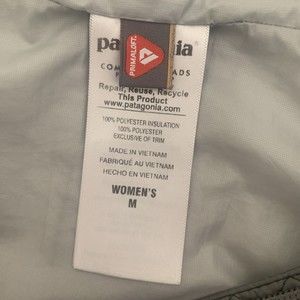 patagonia
PRIMALOFT
Repair, Reuse, Recycle
This Product
www.patagonia.com
100% POLYESTER INSULATION
100% POLYESTER
EXCLUSIVE OF TRIM
MADE IN VIETNAM
FABRIQUÉ AU VIETNAM
HECHO EN VIETNAM
WOMEN'S
M